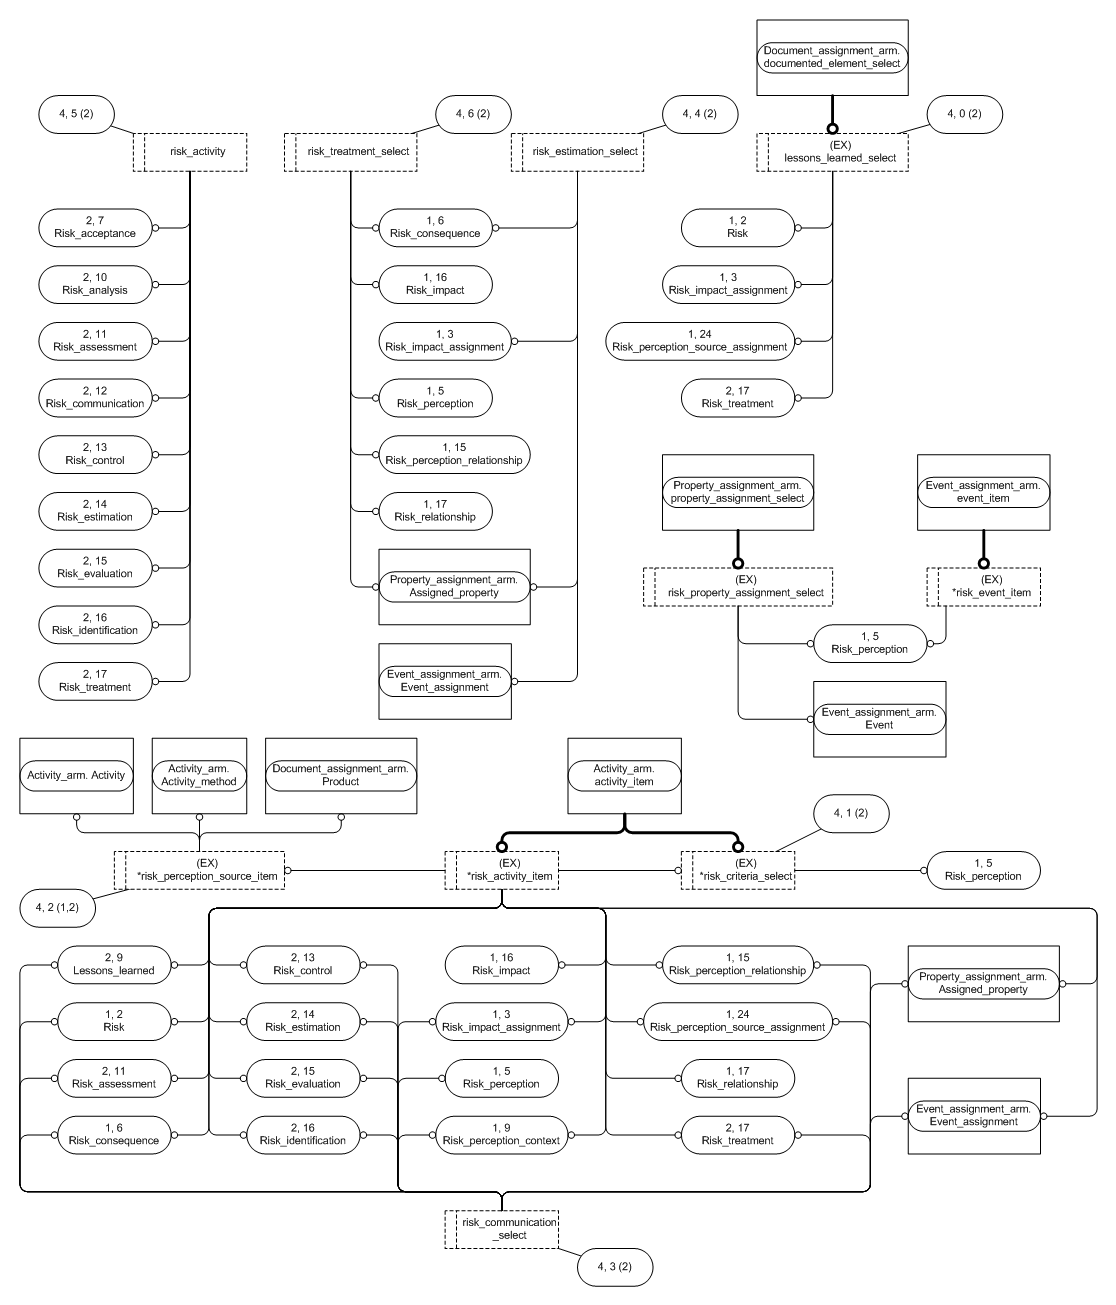 Document_assignment_arm.
documented_element_select
4, 5 (2)
4, 6 (2)
4, 4 (2)
4, 0 (2)
risk_activity
risk_treatment_select
risk_estimation_select
(EX)
lessons_learned_select
2, 7
Risk_acceptance
2, 10
Risk_analysis
2, 11
Risk_assessment
2, 12
Risk_communication
2, 13
Risk_control
2, 14
Risk_estimation
2, 15
Risk_evaluation
2, 16
Risk_identification
2, 17
Risk_treatment
1, 6
Risk_consequence
1, 16
Risk_impact
1, 3
Risk_impact_assignment
1, 5
Risk_perception
1, 15
Risk_perception_relationship
1, 17
Risk_relationship
Property_assignment_arm.
Assigned_property
Event_assignment_arm.
Event_assignment
1, 2
Risk
1, 3
Risk_impact_assignment
1, 24
Risk_perception_source_assignment
2, 17
Risk_treatment
Property_assignment_arm.
property_assignment_select
Event_assignment_arm.
event_item
(EX)
risk_property_assignment_select
(EX)
*risk_event_item
1, 5
Risk_perception
Event_assignment_arm.
Event
Activity_arm. Activity
Activity_arm.
Activity_method
Document_assignment_arm.
Product
Activity_arm.
activity_item
4, 1 (2)
(EX)
*risk_perception_source_item
(EX)
*risk_activity_item
(EX)
*risk_criteria_select
1, 5
Risk_perception
4, 2 (1,2)
2, 9
Lessons_learned
1, 2
Risk
2, 11
Risk_assessment
1, 6
Risk_consequence
2, 13
Risk_control
2, 14
Risk_estimation
2, 15
Risk_evaluation
2, 16
Risk_identification
1, 16
Risk_impact
1, 3
Risk_impact_assignment
1, 5
Risk_perception
1, 9
Risk_perception_context
1, 15
Risk_perception_relationship
1, 24
Risk_perception_source_assignment
1, 17
Risk_relationship
2, 17
Risk_treatment
Property_assignment_arm.
Assigned_property
Event_assignment_arm.
Event_assignment
risk_communication
_select
4, 3 (2)